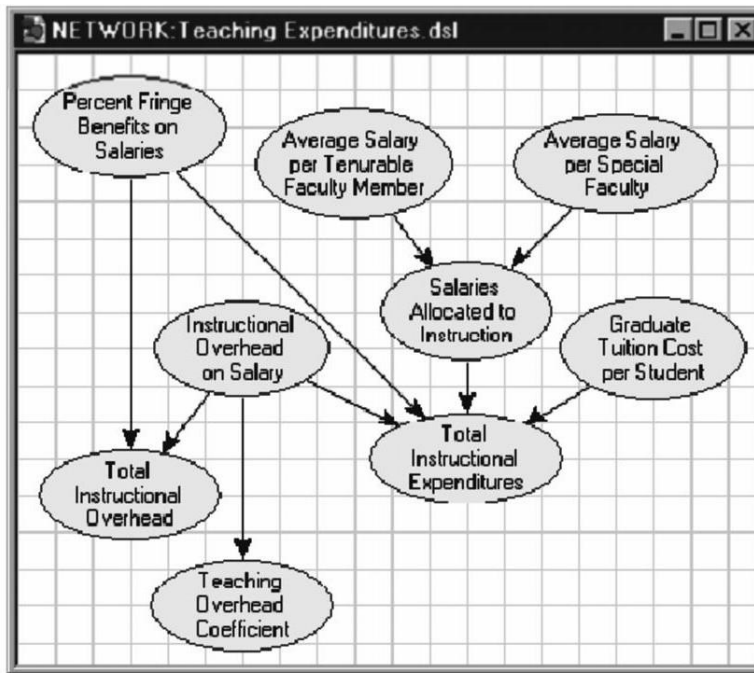 NETWORK:Teaching Expenditures.dsl
Percent Fringe
Benefits on
Salaries
Average Salary
per Tenurable
Faculty Member
Average Salary
per Special
Faculty
Salaries
Allocated to
Instruction
Instructional
Overhead
on Salary
Graduate
Tuition Cost
per Student
Total
Instructional
Expenditures
Total
Instructional
Overhead
Teaching
Overhead
Coefficient